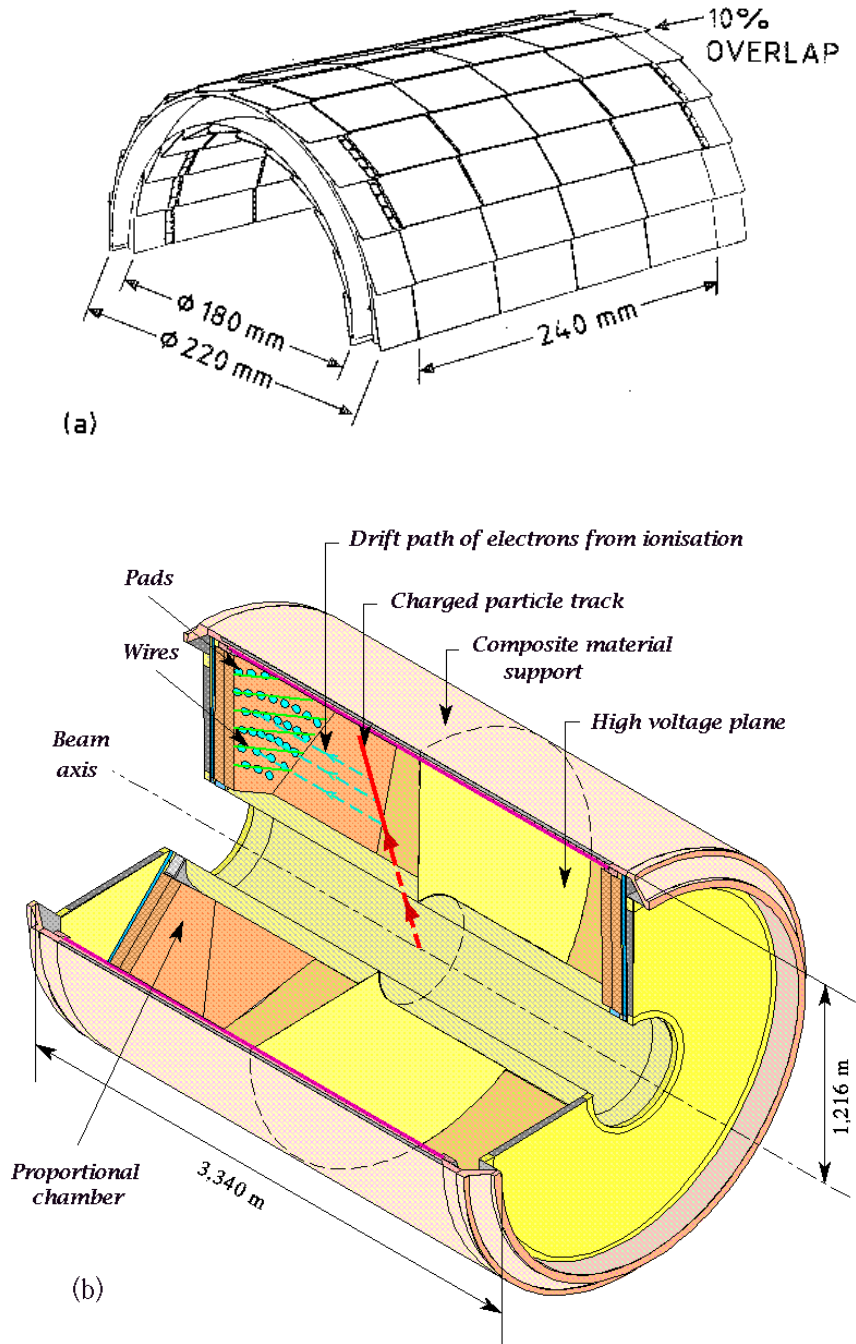 10%
OVERLAP
ϕ 180 mm
ϕ 220 mm
240 mm
(a)
Drift path of electrons from ionisation
Pads
Charged particle track
Wires
Composite material
support
High voltage plane
Beam
axis
1,216 m
3,340 m
Proportional
chamber
(b)